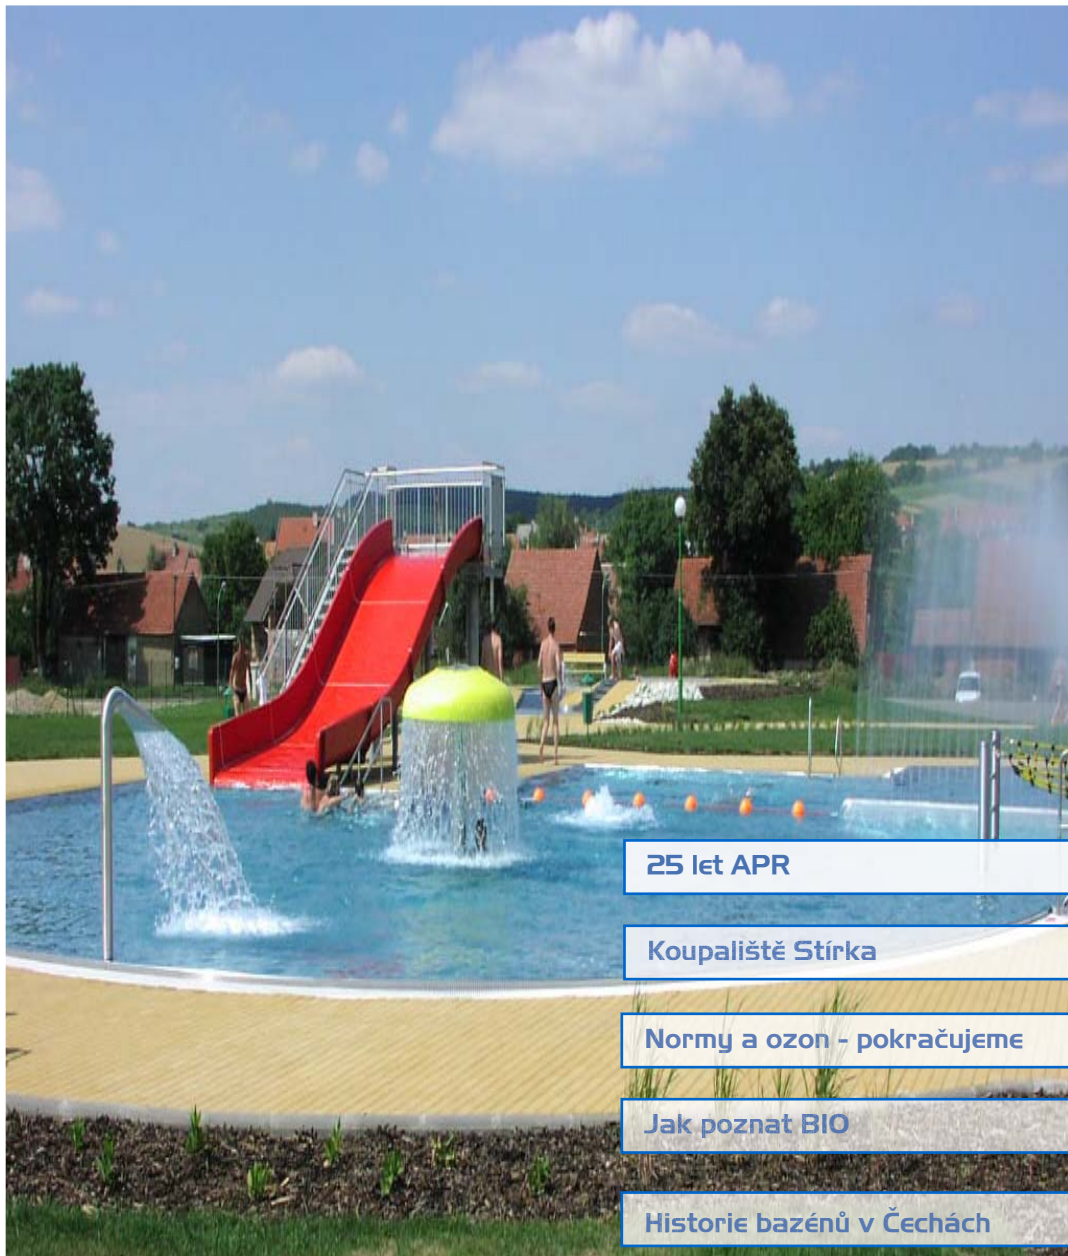 25 let APR
Koupaliště Stírka
Normy a ozon - pokračujeme
Jak poznat BIO
Historie bazénů v Čechách